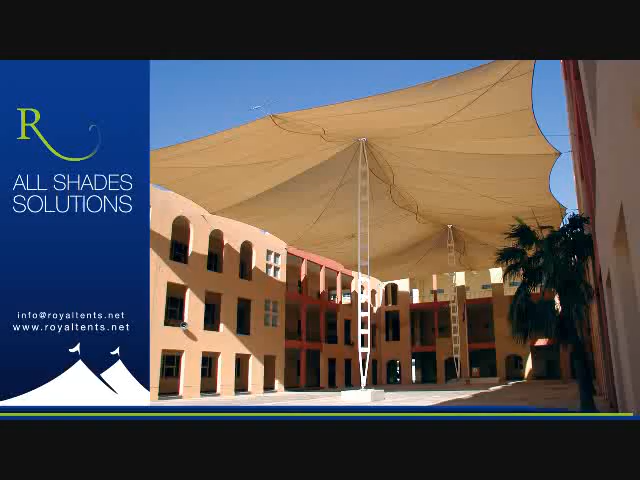 R
ALL SHADES
SOLUTIONS
info@royaltents.net
www.royaltents.net